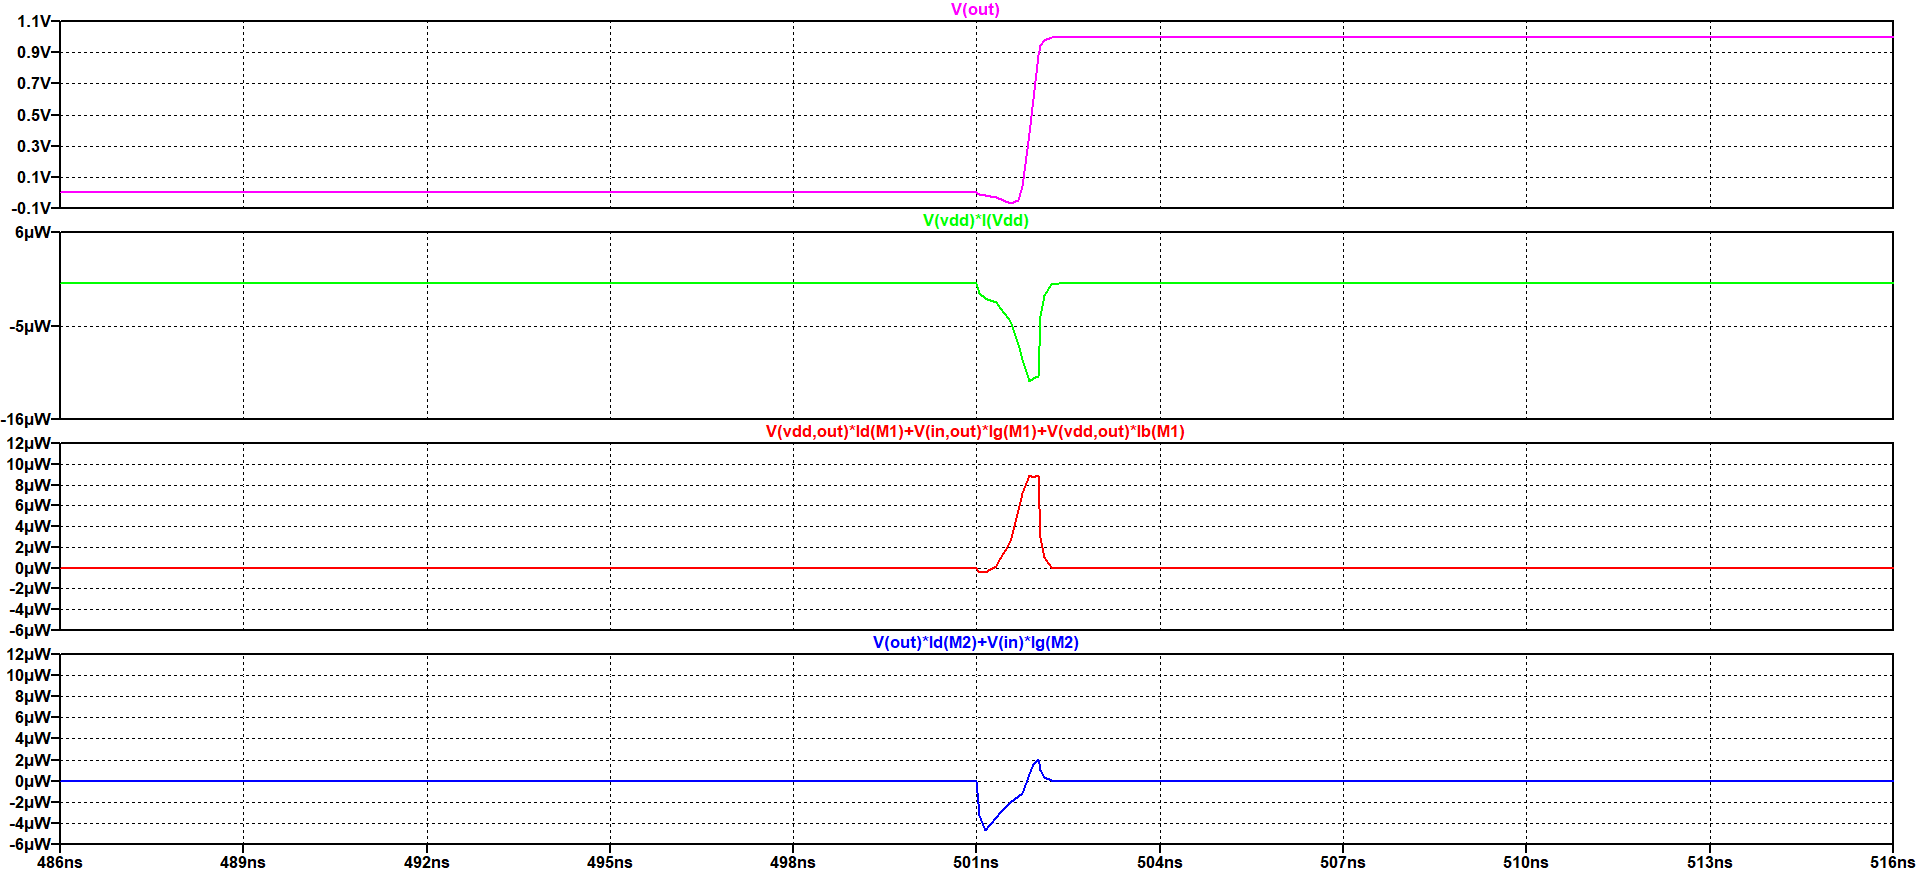 V(out)
1.1V
0.9V
0.7V
0.5V
0.3V
0.1V
-0.1V
V(vdd)*I(Vdd)
6µW
-5µW
-16µW
V(vdd,out)*Id(M1)+V(in,out)*Ig(M1)+V(vdd,out)*Ib(M1)
12µW
10µW
8µW
6µW
4µW
2µW
0µW
-2µW
-4µW
-6µW
V(out)*Id(M2)+V(in)*Ig(M2)
12µW
10µW
8µW
6µW
4µW
2µW
0µW
-2µW
-4µW
-6µW
486ns 489ns 492ns 495ns 498ns 501ns 504ns 507ns 510ns 513ns 516ns